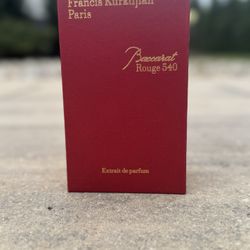 Francis Kurkdjian
Paris
Baccarat
Rouge 540
Extrait de parfum